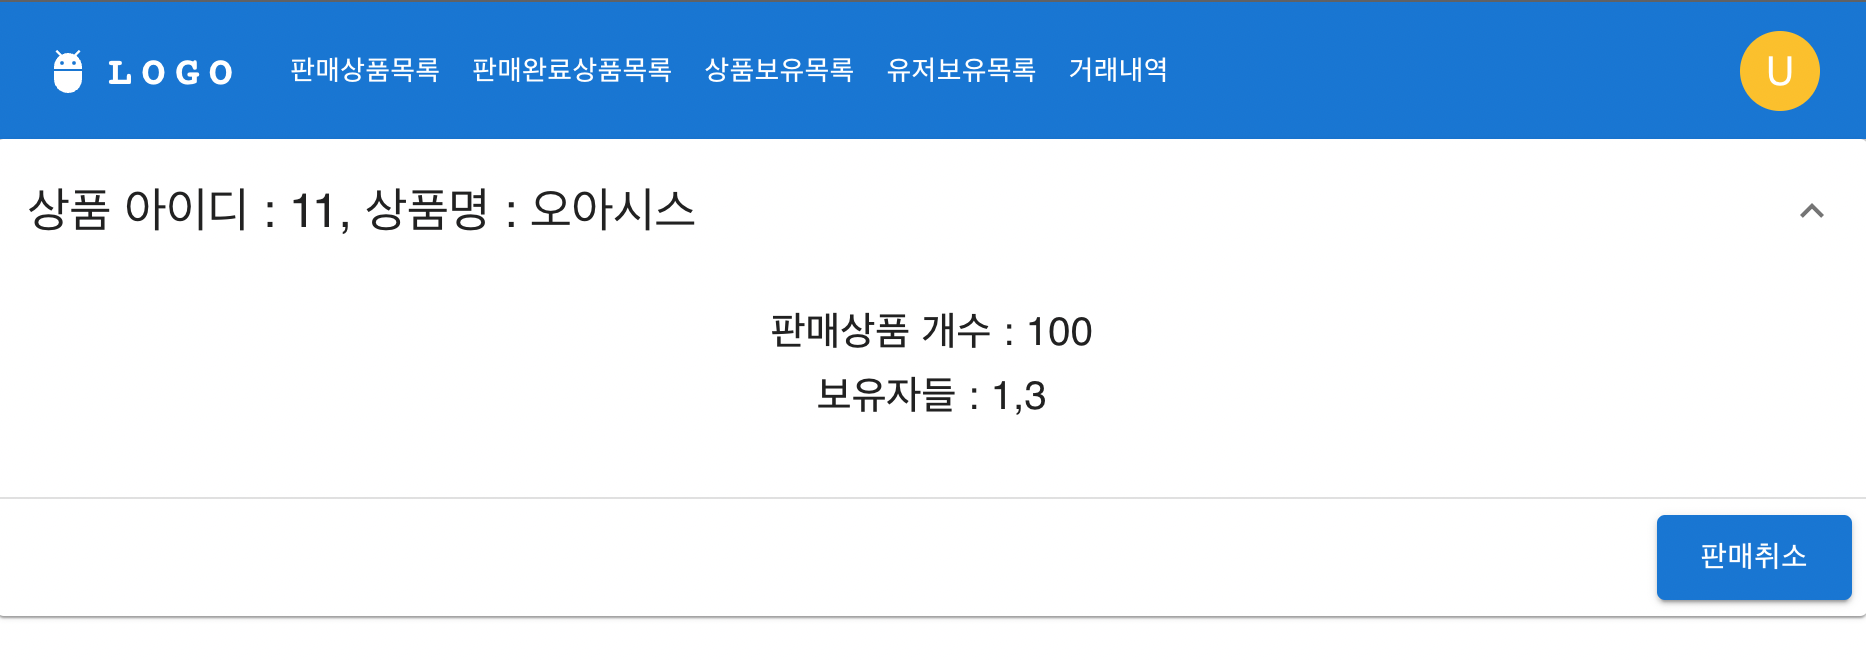 LOGO 판매상품목록 판매완료상품목록 상품보유목록 유저보유목록 거래내역 U
상품 아이디 : 11, 상품명 : 오아시스
판매상품 개수 : 100
보유자들 : 1,3
판매취소